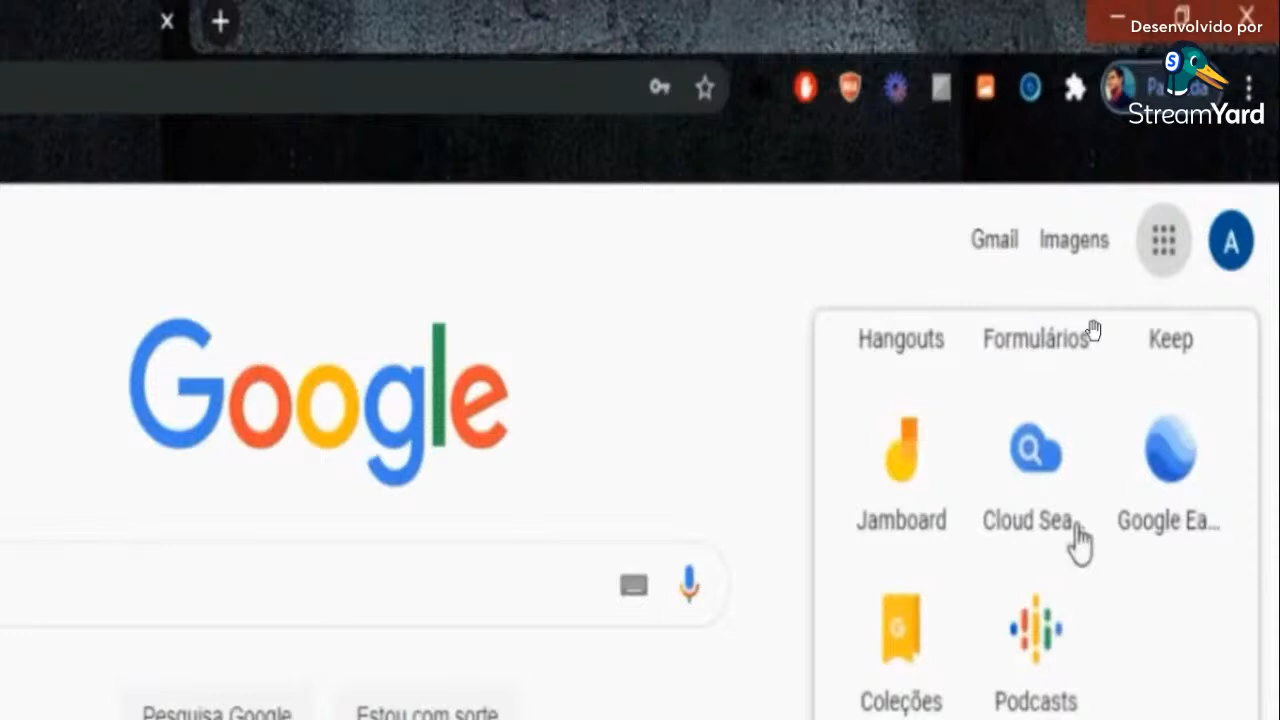 Desenvolvido por
StreamYard
Gmail Imagens
A
Google
Hangouts Formulários Keep
Jamboard Cloud Sea... Google Ea...
G
Coleções Podcasts
Pesquisa Google Estou com sorte